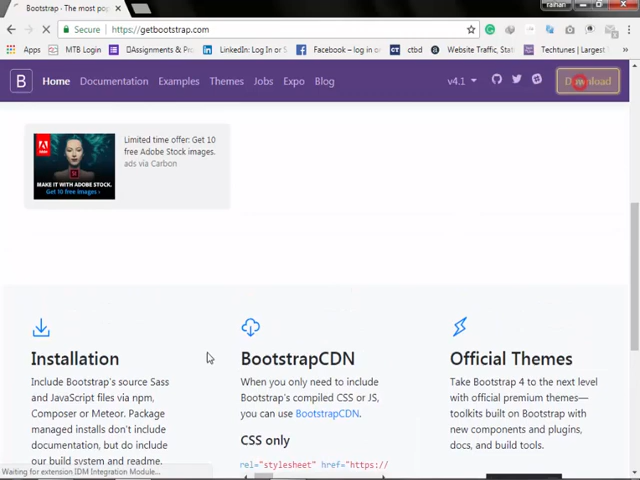 Bootstrap · The most pop
raihan
Secure
https://getbootstrap.com
Apps
MTB Login
Assignments & Pro
LinkedIn: Log In or S
Facebook – log in o
ctbd
Website Traffic, Stat
Techtunes | Largest
B
Home
Documentation
Examples
Themes
Jobs
Expo
Blog
v4.1
Download
MAKE IT WITH ADOBE STOCK.
Get 10 free images ›
Limited time offer: Get 10
free Adobe Stock images.
ads via Carbon
Installation
Include Bootstrap's source Sass
and JavaScript files via npm,
Composer or Meteor. Package
managed installs don't include
documentation, but do include
our build system and readme.
BootstrapCDN
When you only need to include
Bootstrap's compiled CSS or JS,
you can use BootstrapCDN.
CSS only
rel="stylesheet" href="https://
Official Themes
Take Bootstrap 4 to the next level
with official premium themes—
toolkits built on Bootstrap with
new components and plugins,
docs, and build tools.
Waiting for extension IDM Integration Module...